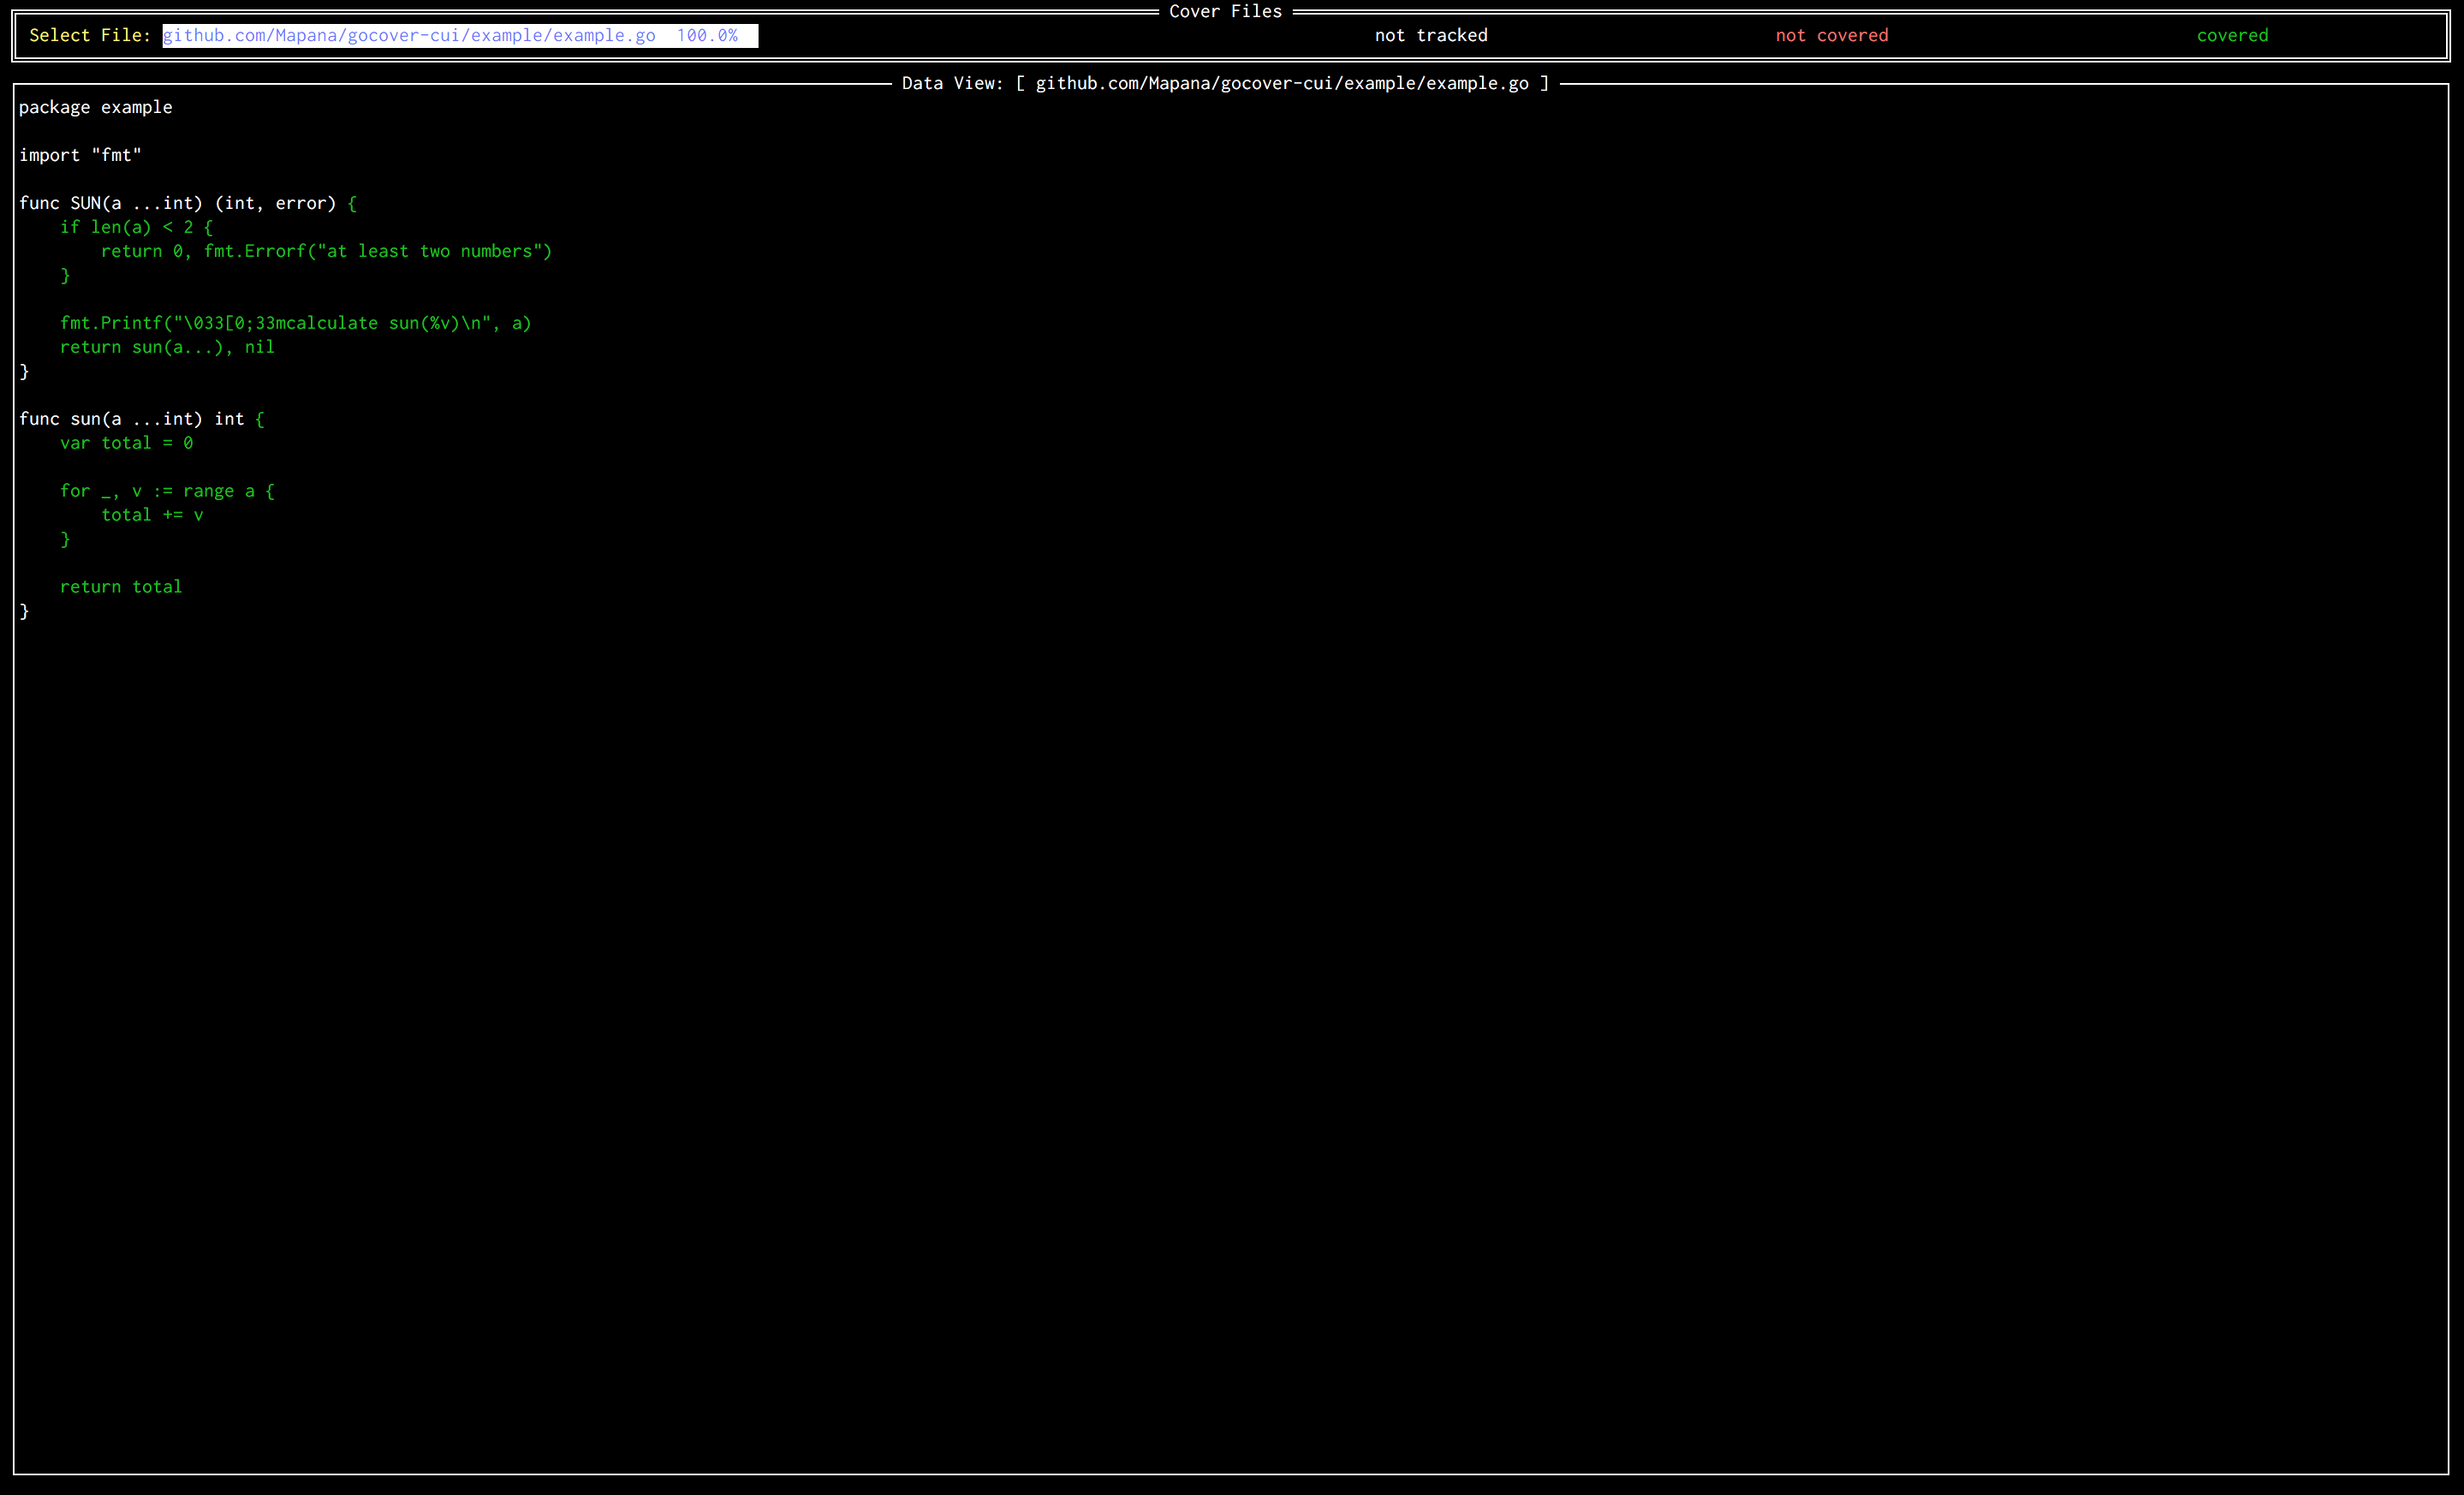 Cover Files
Select File: github.com/Mapana/gocover-cui/example/example.go  100.0%  not tracked  not covered  covered
Data View: [ github.com/Mapana/gocover-cui/example/example.go ]
package example
import "fmt"
func SUN(a ...int) (int, error) {
    if len(a) < 2 {
        return 0, fmt.Errorf("at least two numbers")
    }
    fmt.Printf("\033[0;33mcalculate sun(%v)\n", a)
    return sun(a...), nil
}
func sun(a ...int) int {
    var total = 0
    for _, v := range a {
        total += v
    }
    return total
}